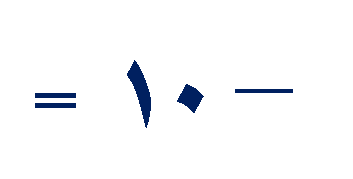 — ١٠ =